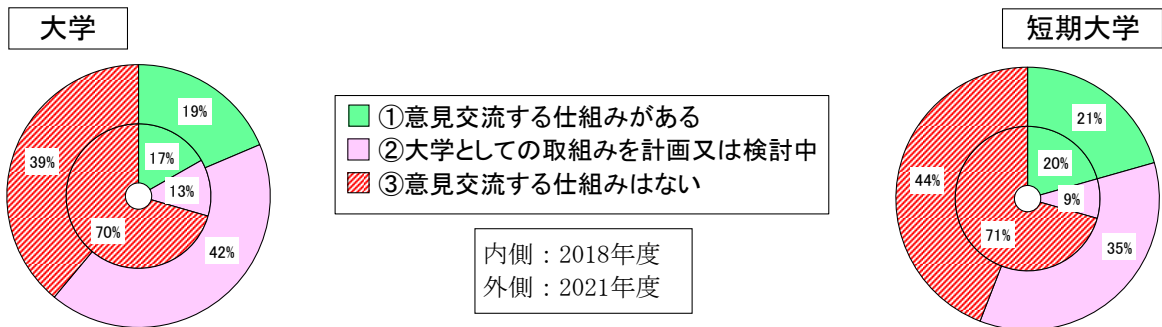 大学
短期大学
19%
17%
13%
42%
39%
70%
①意見交流する仕組みがある
②大学としての取組みを計画又は検討中
③意見交流する仕組みはない
内側：2018年度
外側：2021年度
21%
20%
9%
35%
44%
71%